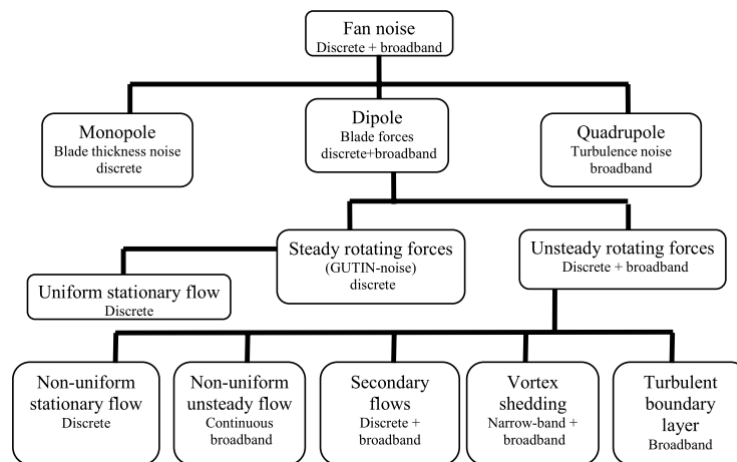 Fan noise
Discrete + broadband
Monopole
Blade thickness noise
discrete
Dipole
Blade forces
discrete+broadband
Quadrupole
Turbulence noise
broadband
Steady rotating forces
(GUTIN-noise)
discrete
Unsteady rotating forces
Discrete + broadband
Uniform stationary flow
Discrete
Non-uniform
stationary flow
Discrete
Non-uniform
unsteady flow
Continuous
broadband
Secondary
flows
Discrete +
broadband
Vortex
shedding
Narrow-band +
broadband
Turbulent
boundary
layer
Broadband